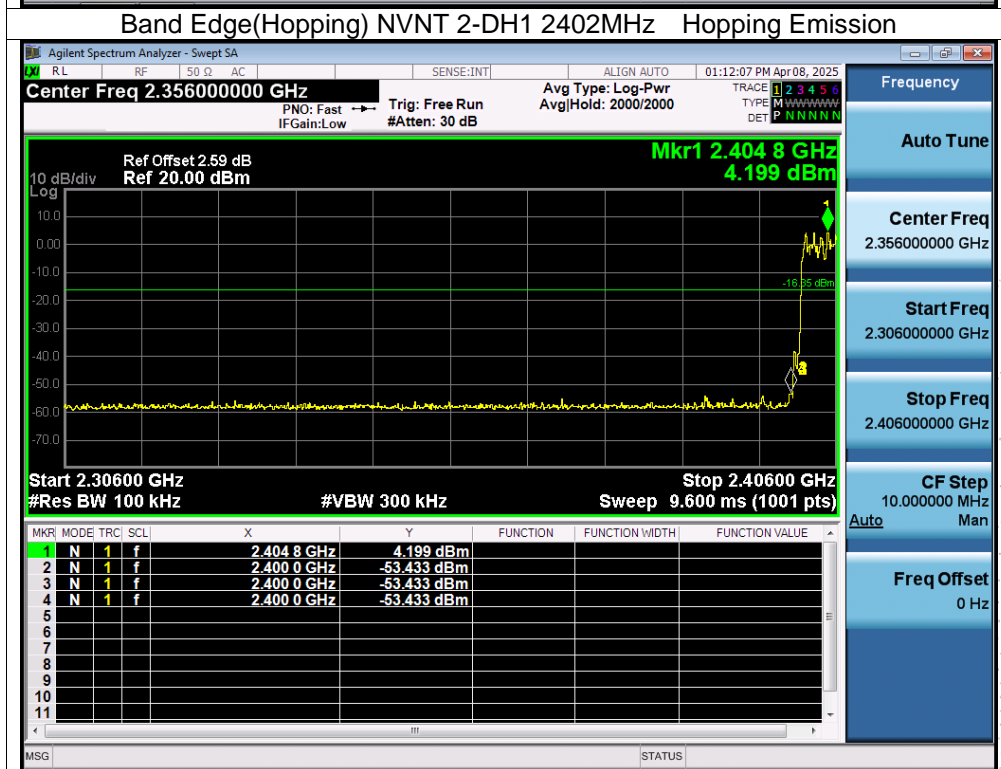 Band Edge(Hopping) NVNT 2-DH1 2402MHz Hopping Emission
Agilent Spectrum Analyzer - Swept SA
LXI RL RF 50 Ω AC SENSE:INT ALIGN AUTO 01:12:07 PM Apr 08, 2025
Center Freq 2.356000000 GHz
PNO: Fast
IFGain:Low
Trig: Free Run
#Atten: 30 dB
Avg Type: Log-Pwr
Avg|Hold: 2000/2000
TRACE 1 2 3 4 5 6
TYPE M WWWWW
DET P N N N N N
Frequency
Auto Tune
Center Freq
2.356000000 GHz
Start Freq
2.306000000 GHz
Stop Freq
2.406000000 GHz
CF Step
10.000000 MHz
Auto Man
Freq Offset
0 Hz
Mkr1 2.404 8 GHz
4.199 dBm
Ref Offset 2.59 dB
10 dB/div Ref 20.00 dBm
Log
10.0
0.00
-10.0
-20.0
-30.0
-40.0
-50.0
-60.0
-70.0
1
-16.35 dBm
3
Start 2.30600 GHz Stop 2.40600 GHz
#Res BW 100 kHz #VBW 300 kHz Sweep 9.600 ms (1001 pts)
MKR MODE TRC SCL X Y FUNCTION FUNCTION WIDTH FUNCTION VALUE
1 N 1 f 2.404 8 GHz 4.199 dBm
2 N 1 f 2.400 0 GHz -53.433 dBm
3 N 1 f 2.400 0 GHz -53.433 dBm
4 N 1 f 2.400 0 GHz -53.433 dBm
5
6
7
8
9
10
11
MSG STATUS